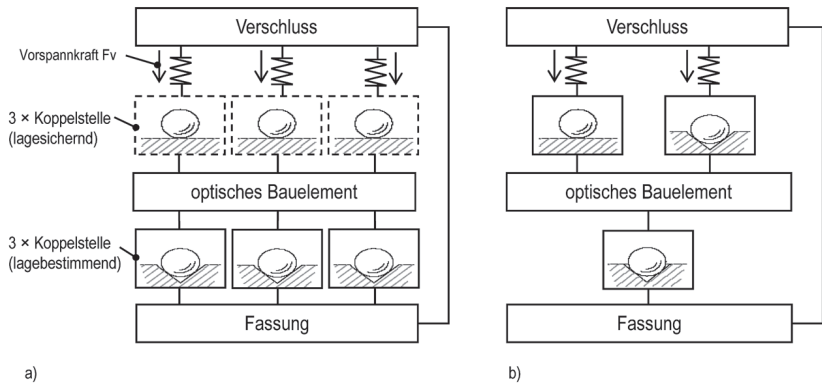 Verschluss
Vorspannkraft Fv
3 × Koppelstelle
(lagesichernd)
optisches Bauelement
3 × Koppelstelle
(lagebestimmend)
Fassung
a)
Verschluss
optisches Bauelement
Fassung
b)